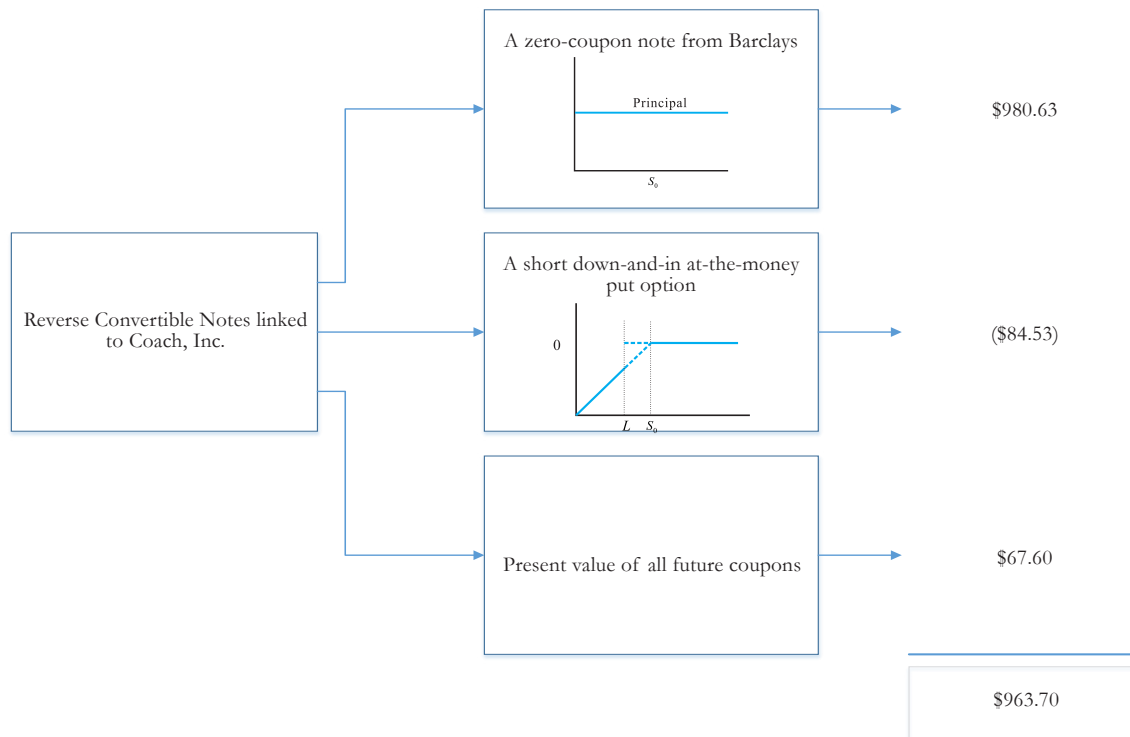 A zero-coupon note from Barclays
Principal
S₀
$980.63
Reverse Convertible Notes linked
to Coach, Inc.
A short down-and-in at-the-money
put option
0
L S₀
($84.53)
Present value of all future coupons
$67.60
$963.70